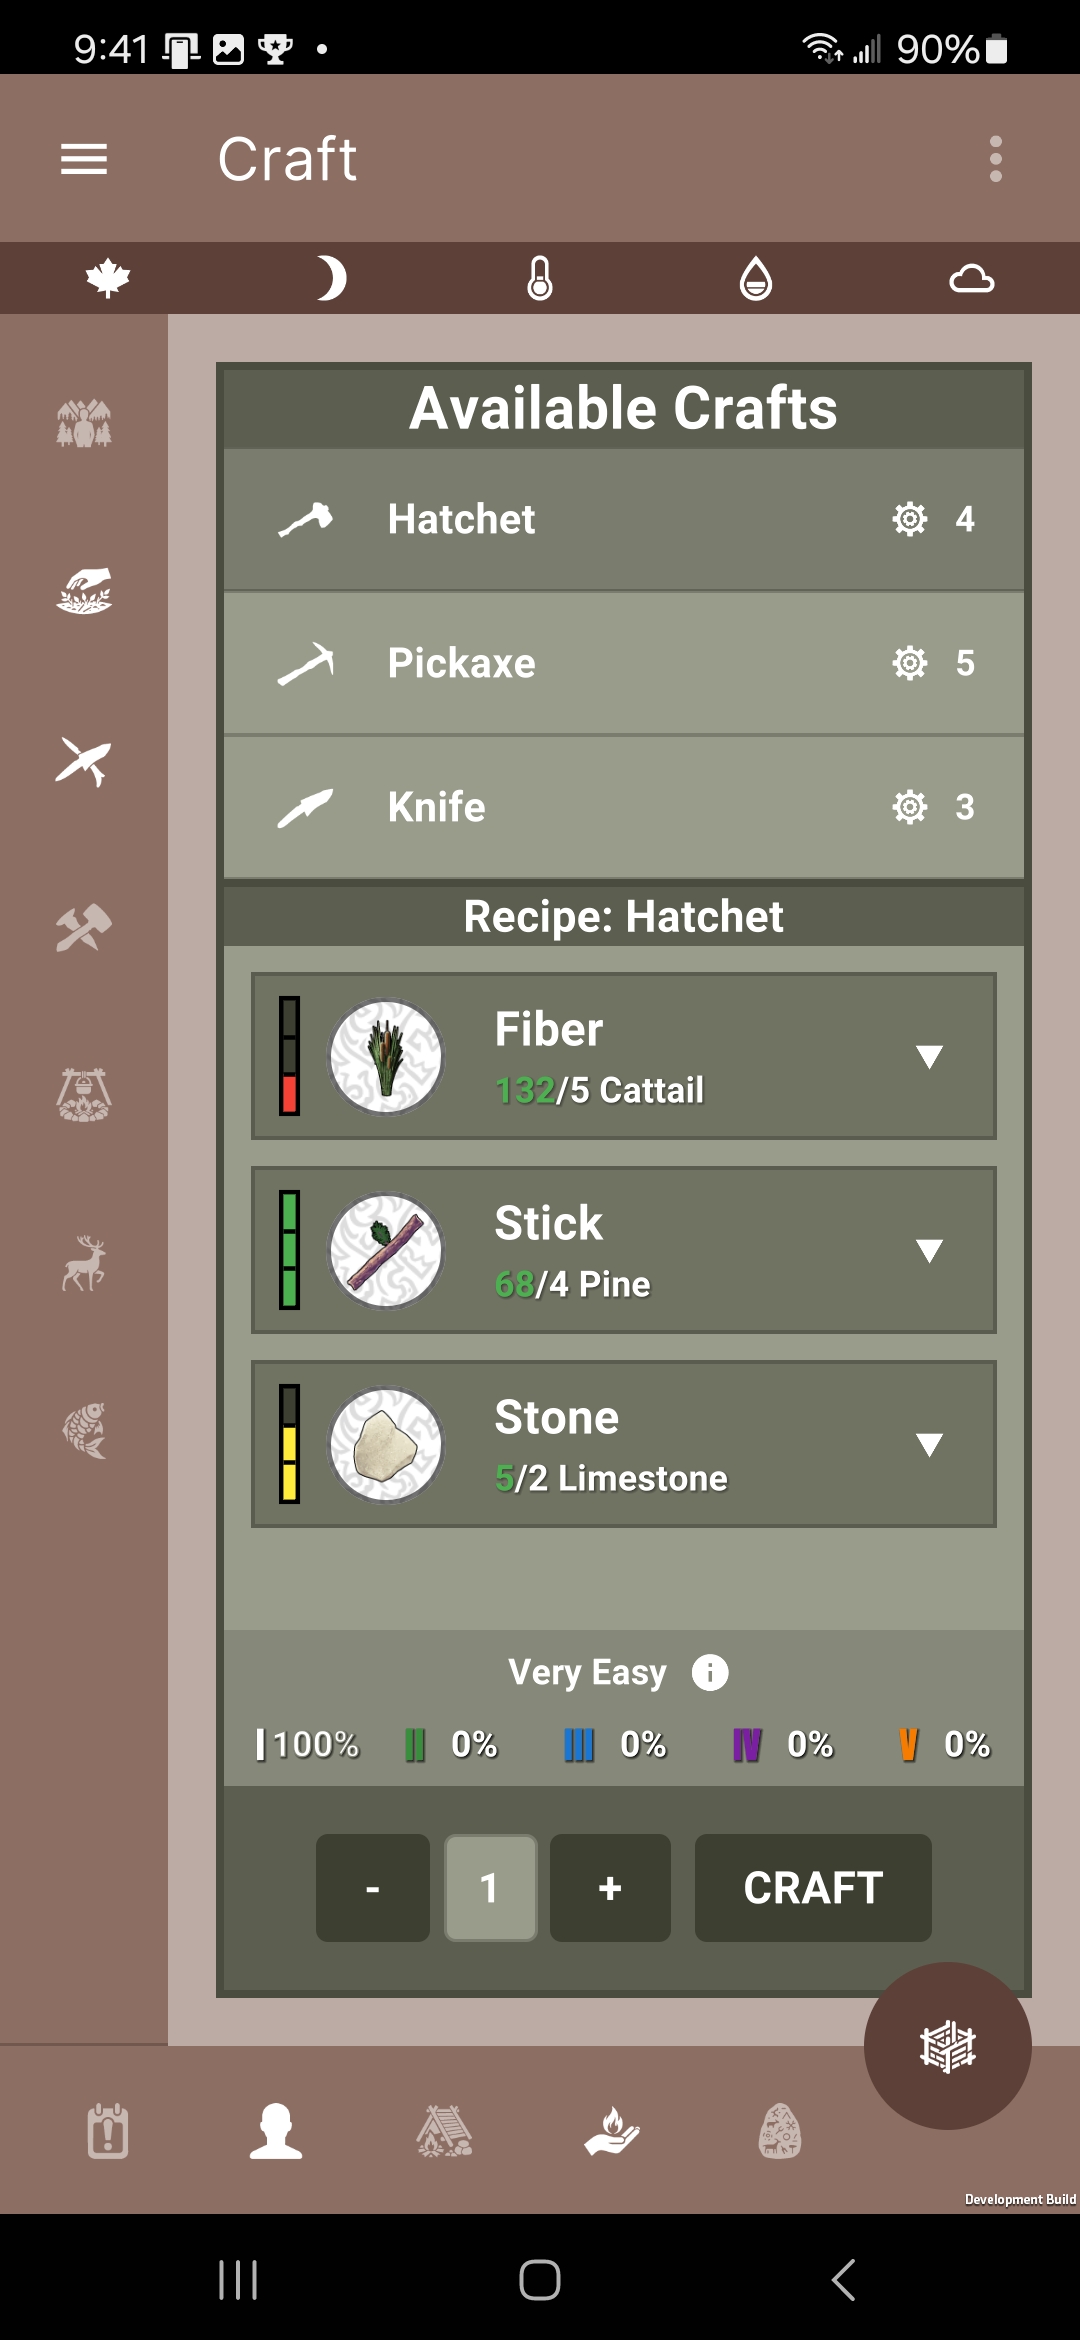 9:41
90%
Craft
Available Crafts
Hatchet 4
Pickaxe 5
Knife 3
Recipe: Hatchet
Fiber
132/5 Cattail
Stick
68/4 Pine
Stone
5/2 Limestone
Very Easy i
I 100% II 0% III 0% IV 0% V 0%
- 1 + CRAFT
Development Build